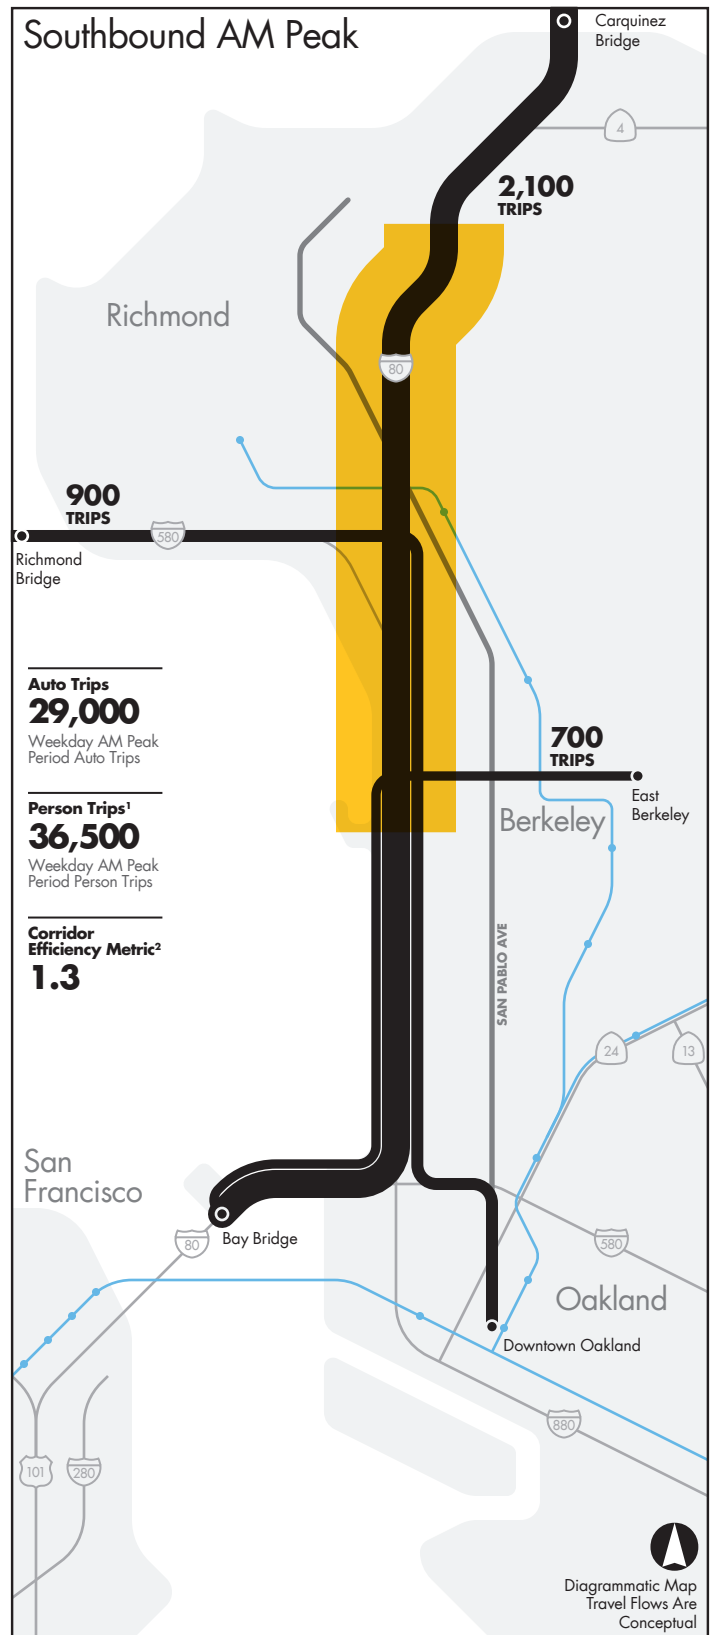 Southbound AM Peak
Carquinez
Bridge
4
2,100
TRIPS
Richmond
80
900
TRIPS
580
Richmond
Bridge
Auto Trips
29,000
Weekday AM Peak
Period Auto Trips
700
TRIPS
East
Berkeley
Person Trips¹
36,500
Weekday AM Peak
Period Person Trips
Berkeley
Corridor
Efficiency Metric²
1.3
SAN PABLO AVE
24
13
San
Francisco
80
Bay Bridge
580
Oakland
Downtown Oakland
880
101
280
Diagrammatic Map
Travel Flows Are
Conceptual